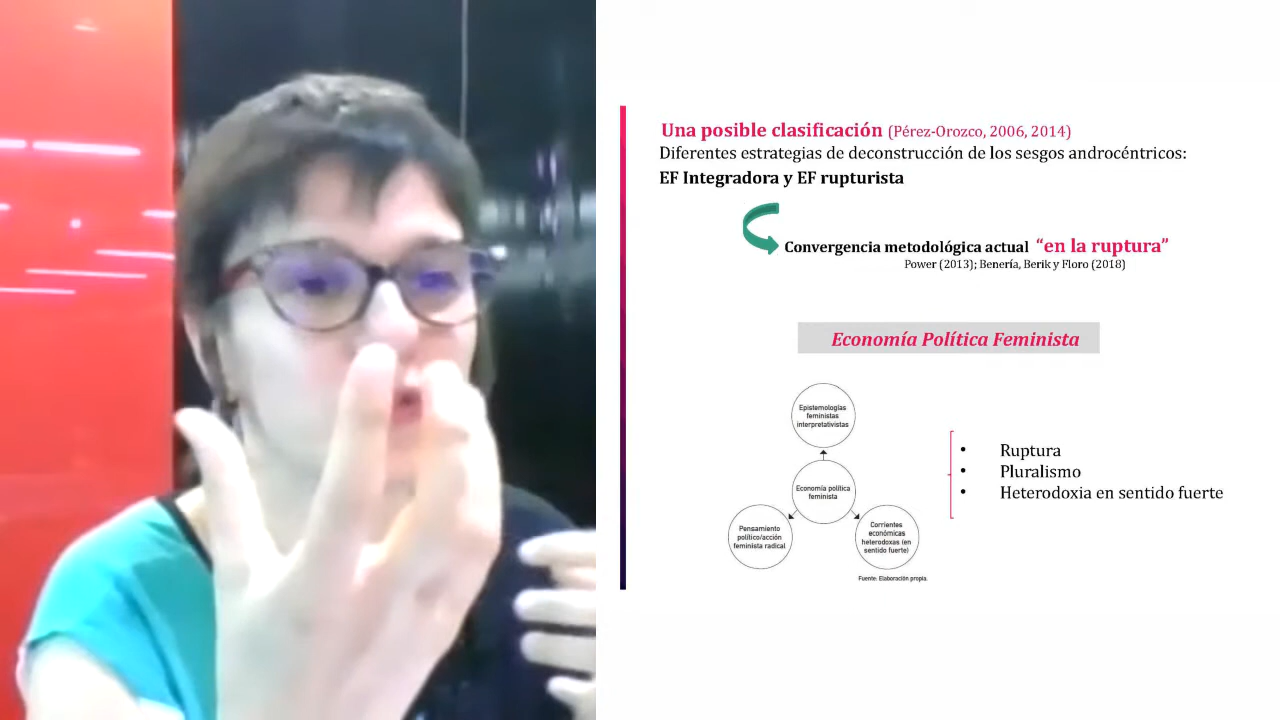 Una posible clasificación (Pérez-Orozco, 2006, 2014)
Diferentes estrategias de deconstrucción de los sesgos androcéntricos:
EF Integradora y EF rupturista
Convergencia metodológica actual “en la ruptura”
Power (2013); Benería, Berik y Floro (2018)
Economía Política Feminista
Epistemologías
feministas
interpretativistas
Economía política
feminista
Pensamiento
político/acción
feminista radical
Corrientes
económicas
heterodoxas (en
sentido fuerte)
Fuente: Elaboración propia.
• Ruptura
• Pluralismo
• Heterodoxia en sentido fuerte